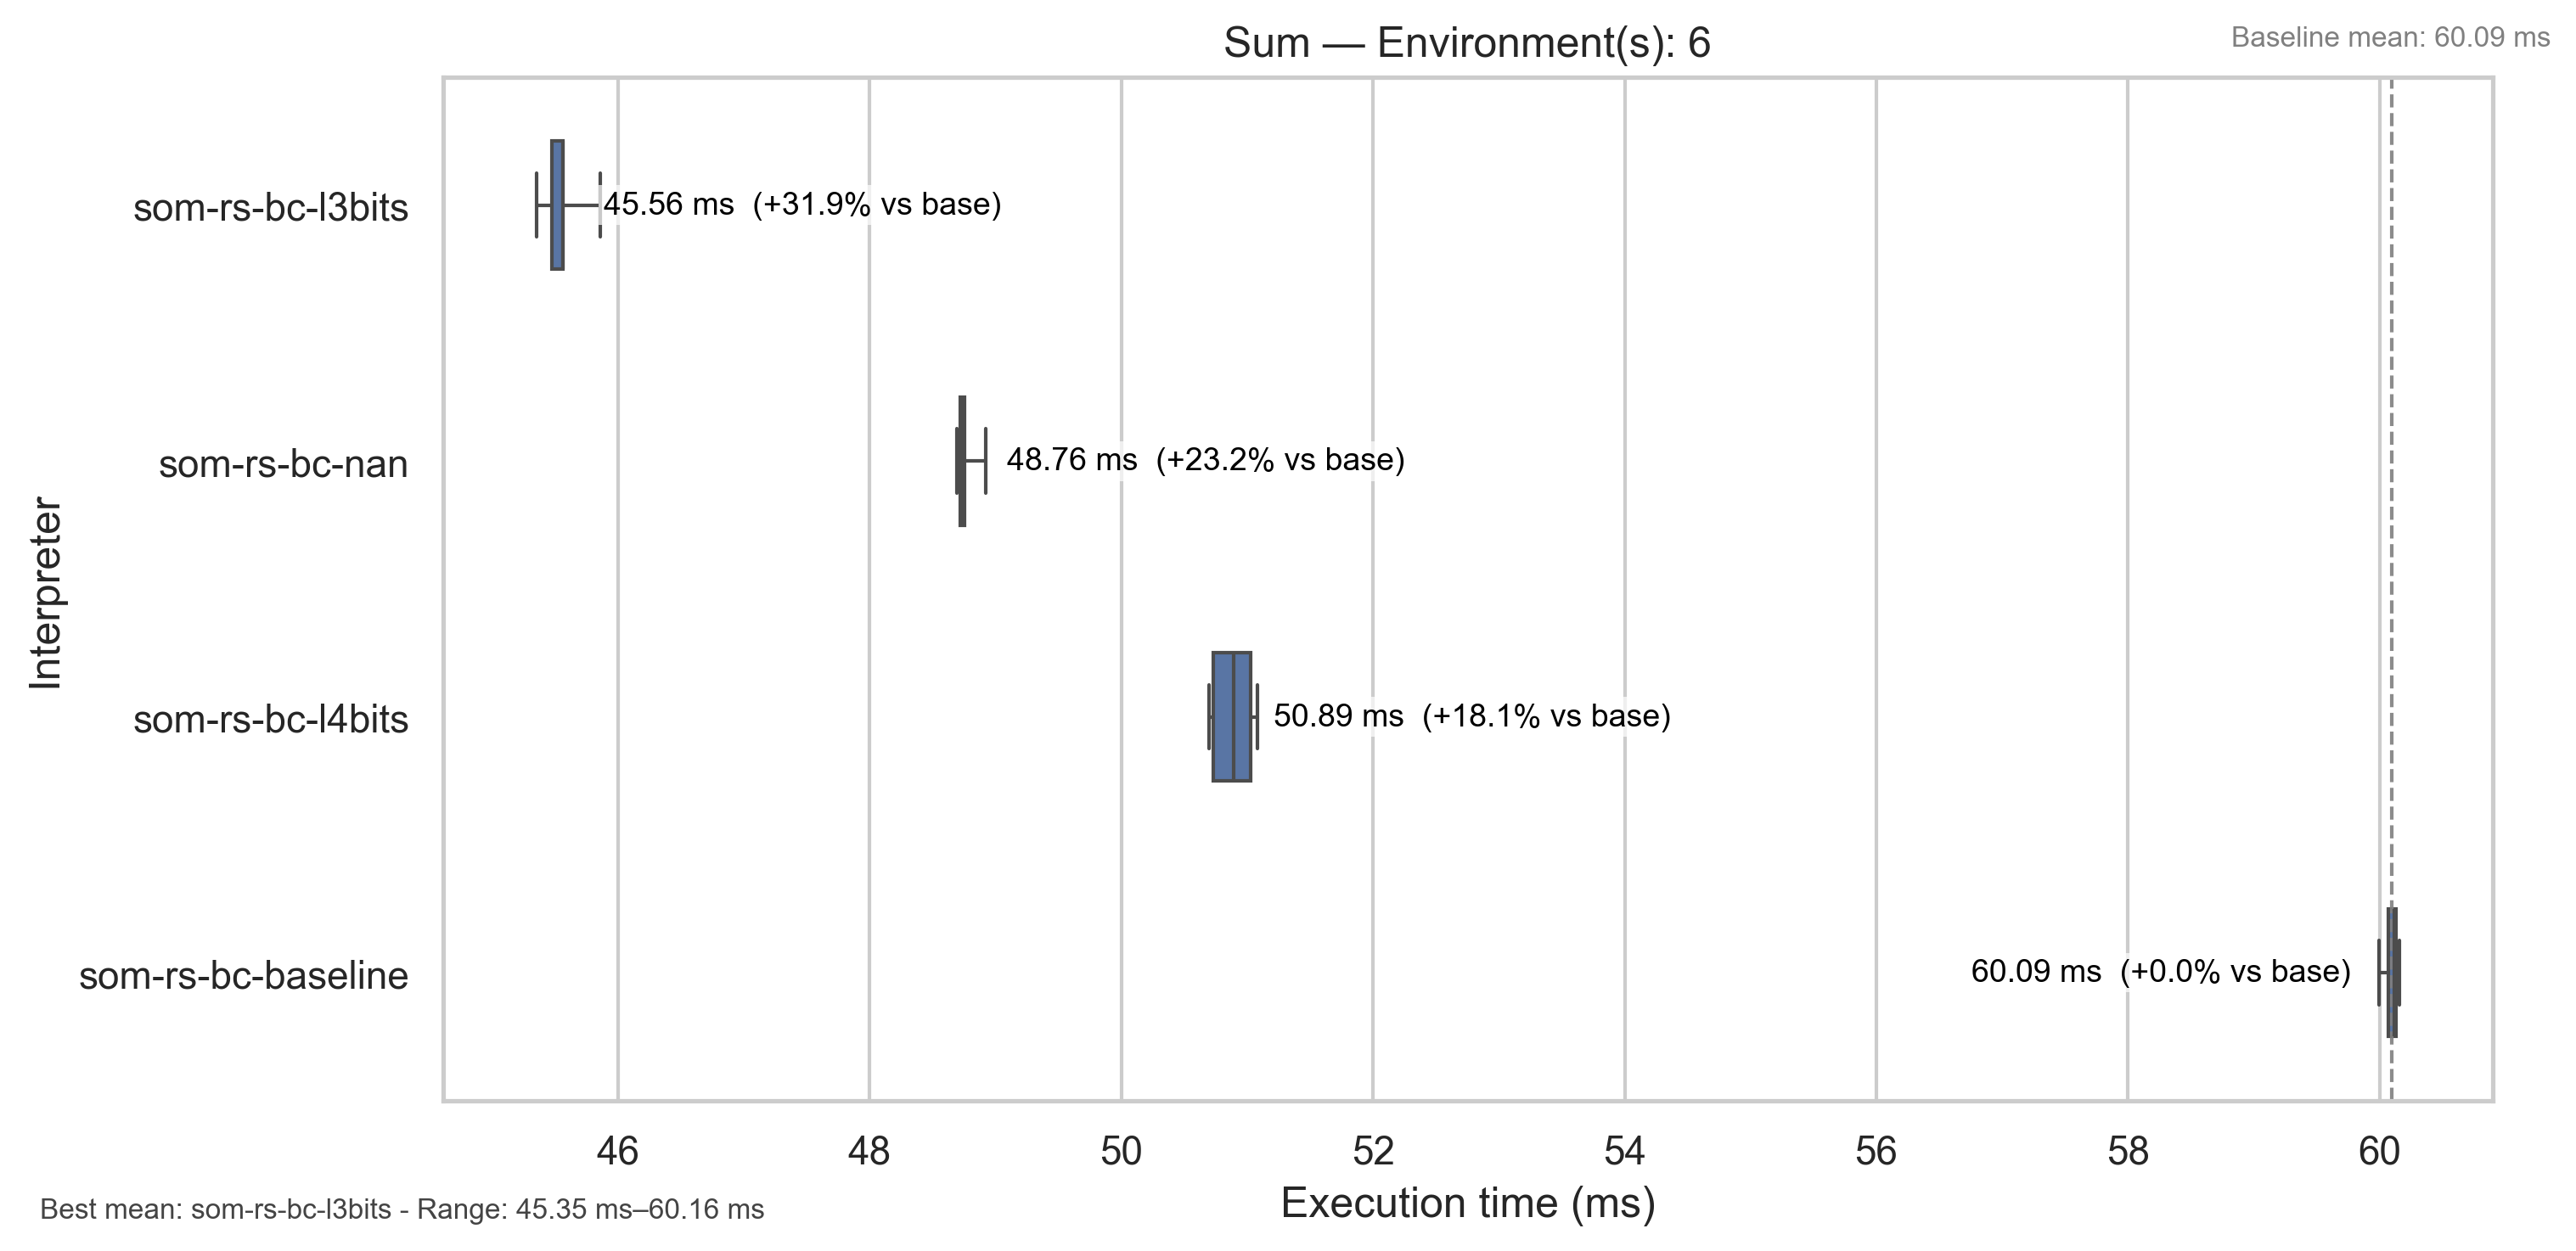 Sum — Environment(s): 6
Baseline mean: 60.09 ms
Interpreter
som-rs-bc-l3bits
45.56 ms (+31.9% vs base)
som-rs-bc-nan
48.76 ms (+23.2% vs base)
som-rs-bc-l4bits
50.89 ms (+18.1% vs base)
som-rs-bc-baseline
60.09 ms (+0.0% vs base)
46 48 50 52 54 56 58 60
Execution time (ms)
Best mean: som-rs-bc-l3bits - Range: 45.35 ms–60.16 ms